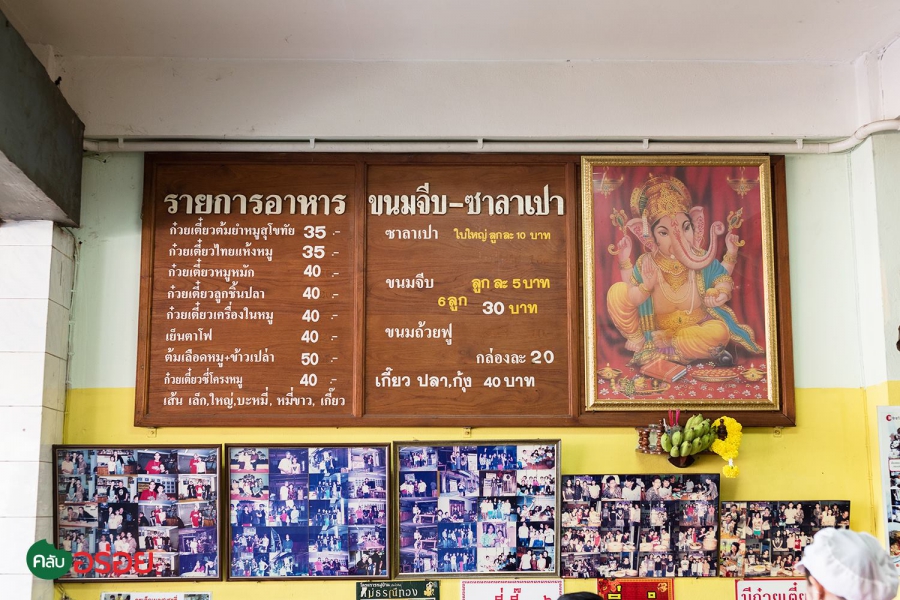 รายการอาหาร
ก๋วยเตี๋ยวต้มยำหมูสุโขทัย 35.-
ก๋วยเตี๋ยวไทยแห้งหมู 35.-
ก๋วยเตี๋ยวหมูหมัก 40.-
ก๋วยเตี๋ยวลูกชิ้นปลา 40.-
ก๋วยเตี๋ยวเครื่องในหมู 40.-
เย็นตาโฟ 40.-
ต้มเลือดหมู+ข้าวเปล่า 50.-
ก๋วยเตี๋ยวซี่โครงหมู 40.-
เส้น เล็ก,ใหญ่,บะหมี่, หมี่ขาว, เกี๊ยว
ขนมจีบ-ซาลาเปา
ซาลาเปา ใบใหญ่ ลูกละ 10 บาท
ขนมจีบ ลูก ละ 5 บาท
6 ลูก 30 บาท
ขนมถ้วยฟู
กล่องละ 20
เกี๊ยว ปลา,กุ้ง 40 บาท
คลับ อร่อย
มีก๋วยเตี๋ยว